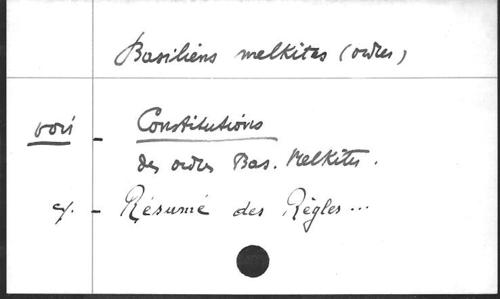 Basiliens melkites (ordres)
voir - Constitutions
des ordres Bas. Melkites.
cf. - Résumé des Règles...